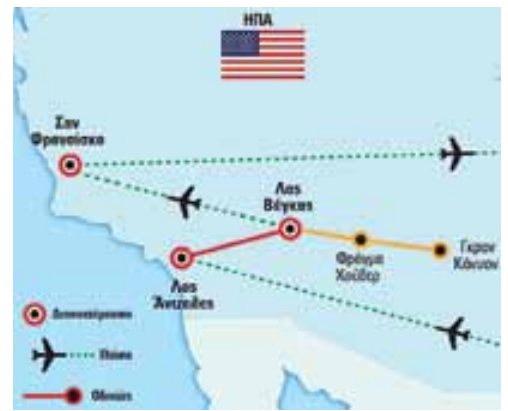 ΗΠΑ
Σαν
Φρανσίσκο
Λας
Βέγκας
Φράγμα
Χούβερ
Γκραν
Κάνυον
Λος
Άντζελες
Διανυκτέρευση
Πτήση
Οδικώς